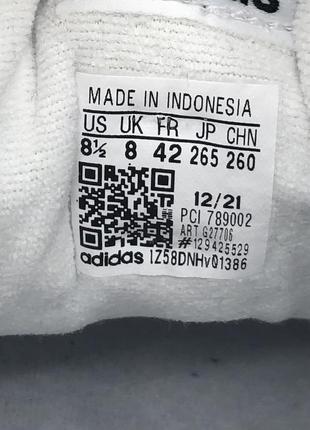 MADE IN INDONESIA
US UK FR JP CHN
8½ 8 42 265 260
12/21
PCI 789002
ART G27706
#129425529
adidas 1Z58DNHv01386